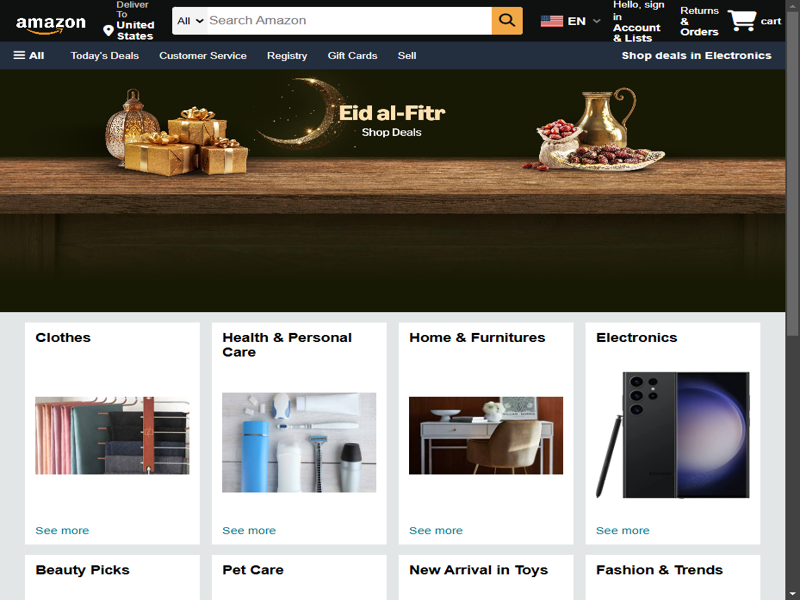 amazon
Deliver
To
United
States
All
Search Amazon
EN
Hello, sign
in
Account
& Lists
Returns
&
Orders
cart
All
Today's Deals
Customer Service
Registry
Gift Cards
Sell
Shop deals in Electronics
Eid al-Fitr
Shop Deals
Clothes
Health & Personal
Care
Home & Furnitures
Electronics
See more
See more
See more
See more
Beauty Picks
Pet Care
New Arrival in Toys
Fashion & Trends